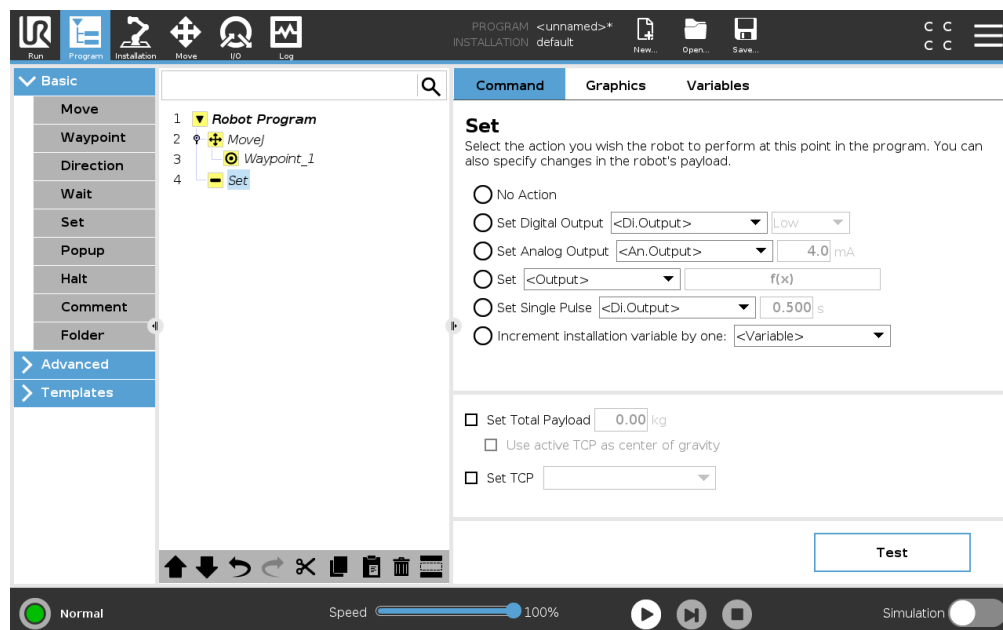 PROGRAM <unnamed>*
INSTALLATION default
UR
Run Program Installation Move I/O Log New... Open... Save...
C C
C C
Basic
Move
Waypoint
Direction
Wait
Set
Popup
Halt
Comment
Folder
Advanced
Templates
1 Robot Program
2 MoveJ
3 Waypoint_1
4 Set
Command Graphics Variables
Set
Select the action you wish the robot to perform at this point in the program. You can
also specify changes in the robot's payload.
No Action
Set Digital Output <Di.Output> Low
Set Analog Output <An.Output> 4.0 mA
Set <Output> f(x)
Set Single Pulse <Di.Output> 0.500 s
Increment installation variable by one: <Variable>
Set Total Payload 0.00 kg
Use active TCP as center of gravity
Set TCP
Test
Normal Speed 100% Simulation